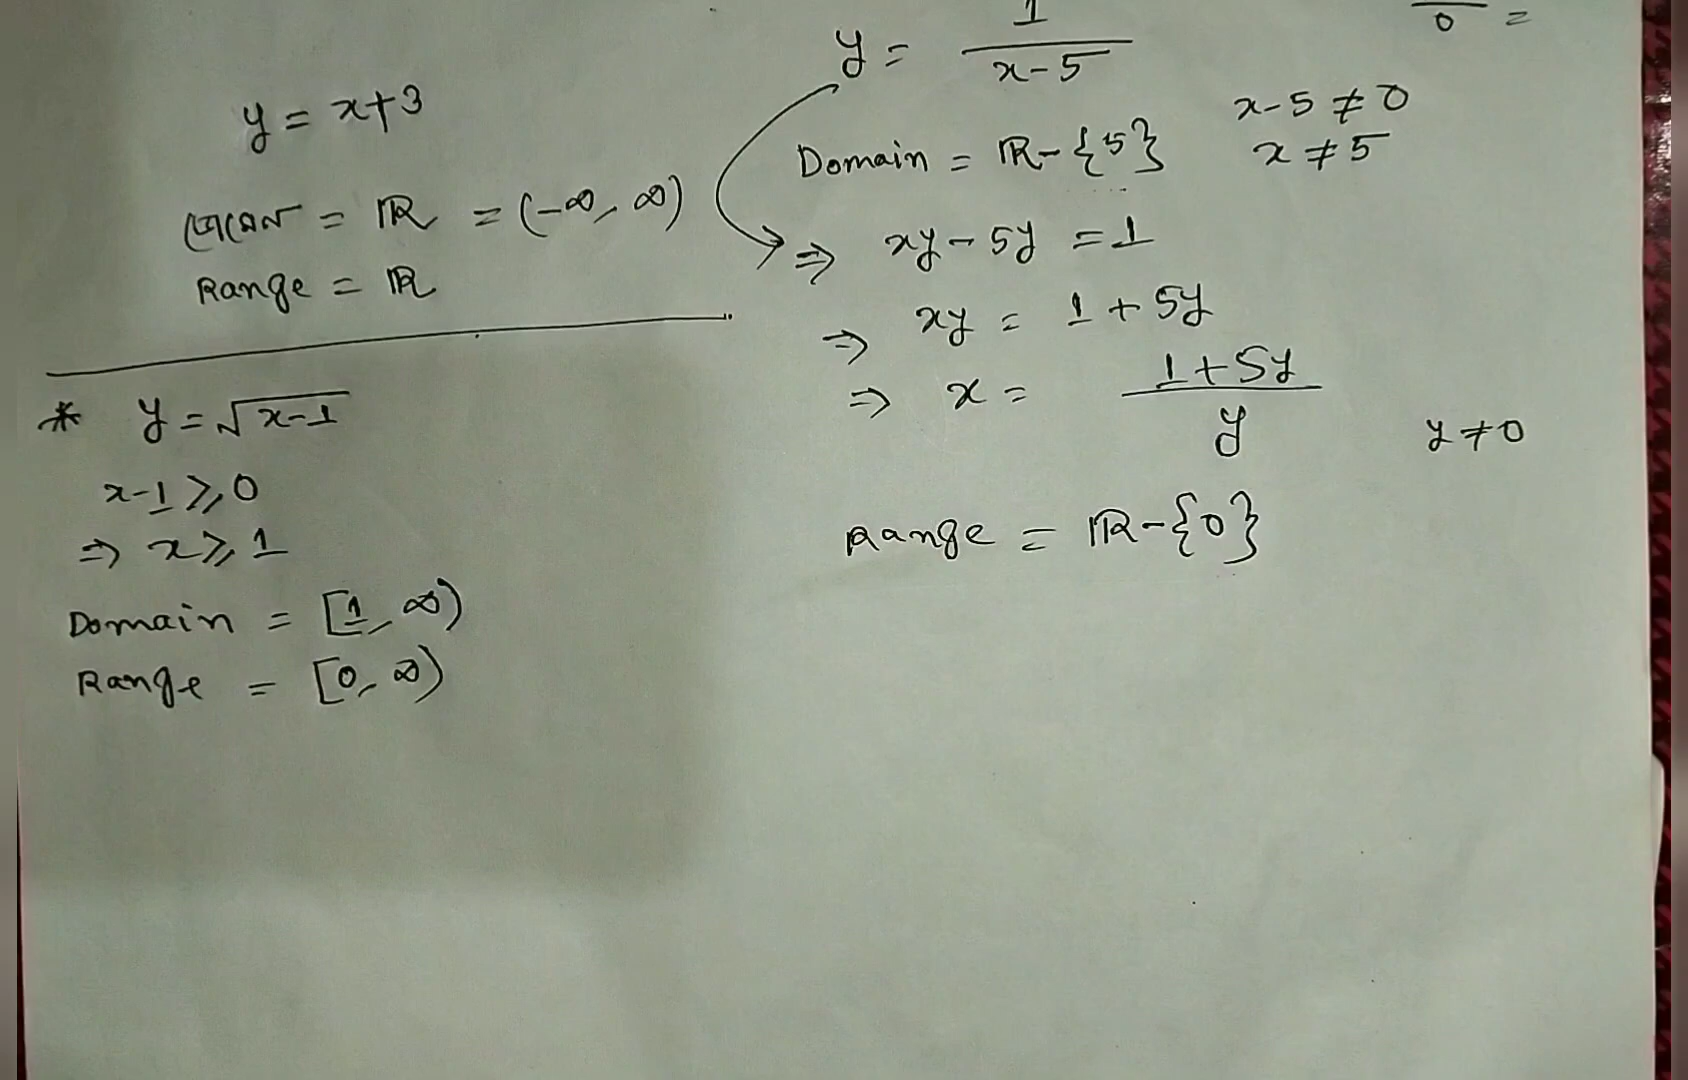 y = x+3
ডোমেন = ℝ = (-∞, ∞)
Range = ℝ
* y = √(x-1)
x-1 ≥ 0
⇒ x ≥ 1
Domain = [1, ∞)
Range = [0, ∞)
y = 1/(x-5)
/0 =
x-5 ≠ 0
Domain = ℝ-{5} x ≠ 5
⇒ xy - 5y = 1
⇒ xy = 1 + 5y
⇒ x = (1+5y)/y y ≠ 0
Range = ℝ-{0}